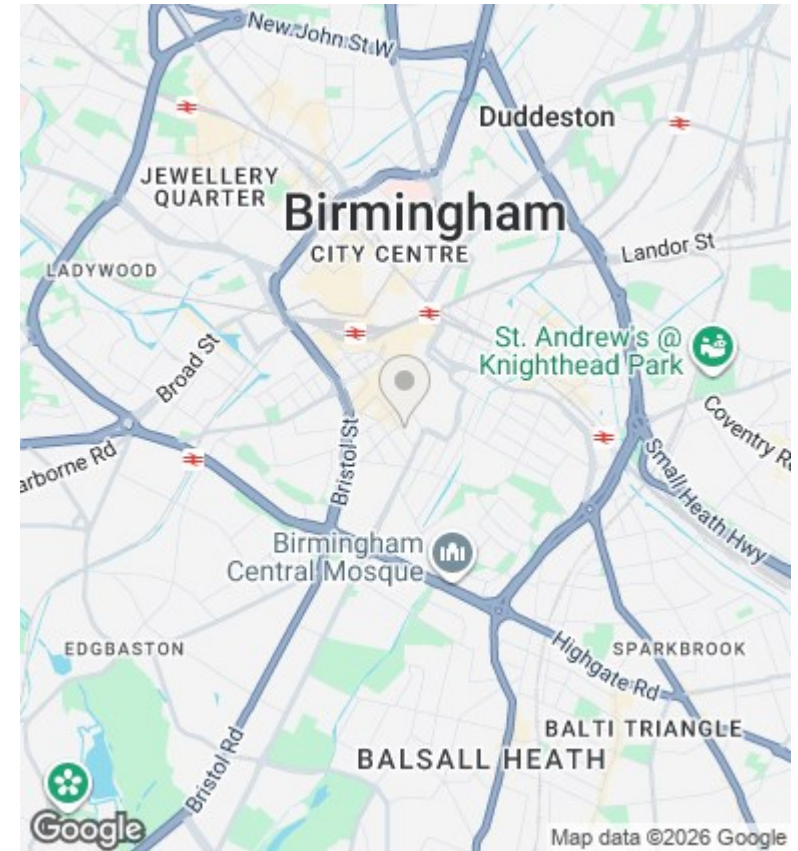 New John St W
Duddeston
JEWELLERY
QUARTER
Birmingham
CITY CENTRE
Landor St
LADYWOOD
St. Andrew's @
Knighthead Park
Broad St
Coventry Rd
arborne Rd
Bristol St
Small Heath Hwy
Birmingham
Central Mosque
EDGBASTON
SPARKBROOK
Highgate Rd
BALTI TRIANGLE
BALSALL HEATH
Bristol Rd
Google
Map data ©2026 Google